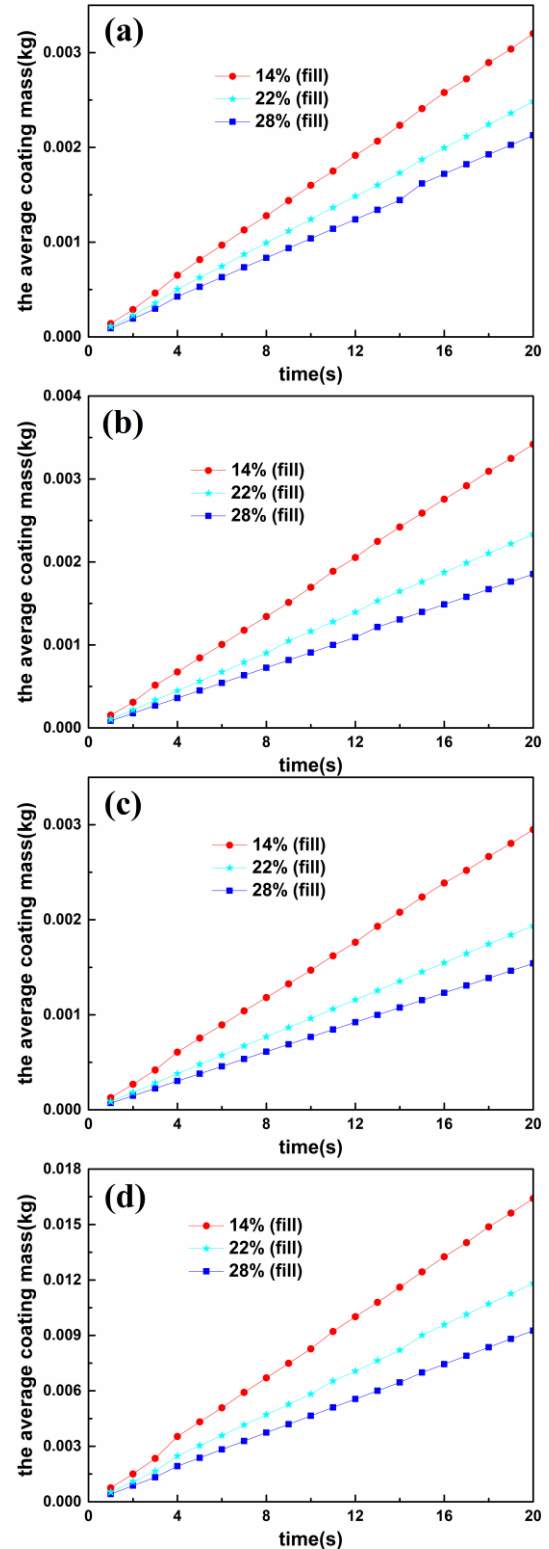 (a)
14% (fill)
22% (fill)
28% (fill)
0.003
0.002
0.001
0.000
the average coating mass(kg)
0 4 8 12 16 20
time(s)
(b)
14% (fill)
22% (fill)
28% (fill)
0.004
0.003
0.002
0.001
0.000
the average coating mass(kg)
0 4 8 12 16 20
time(s)
(c)
14% (fill)
22% (fill)
28% (fill)
0.003
0.002
0.001
0.000
the average coating mass(kg)
0 4 8 12 16 20
time(s)
(d)
14% (fill)
22% (fill)
28% (fill)
0.018
0.015
0.012
0.009
0.006
0.003
0.000
the average coating mass(kg)
0 4 8 12 16 20
time(s)